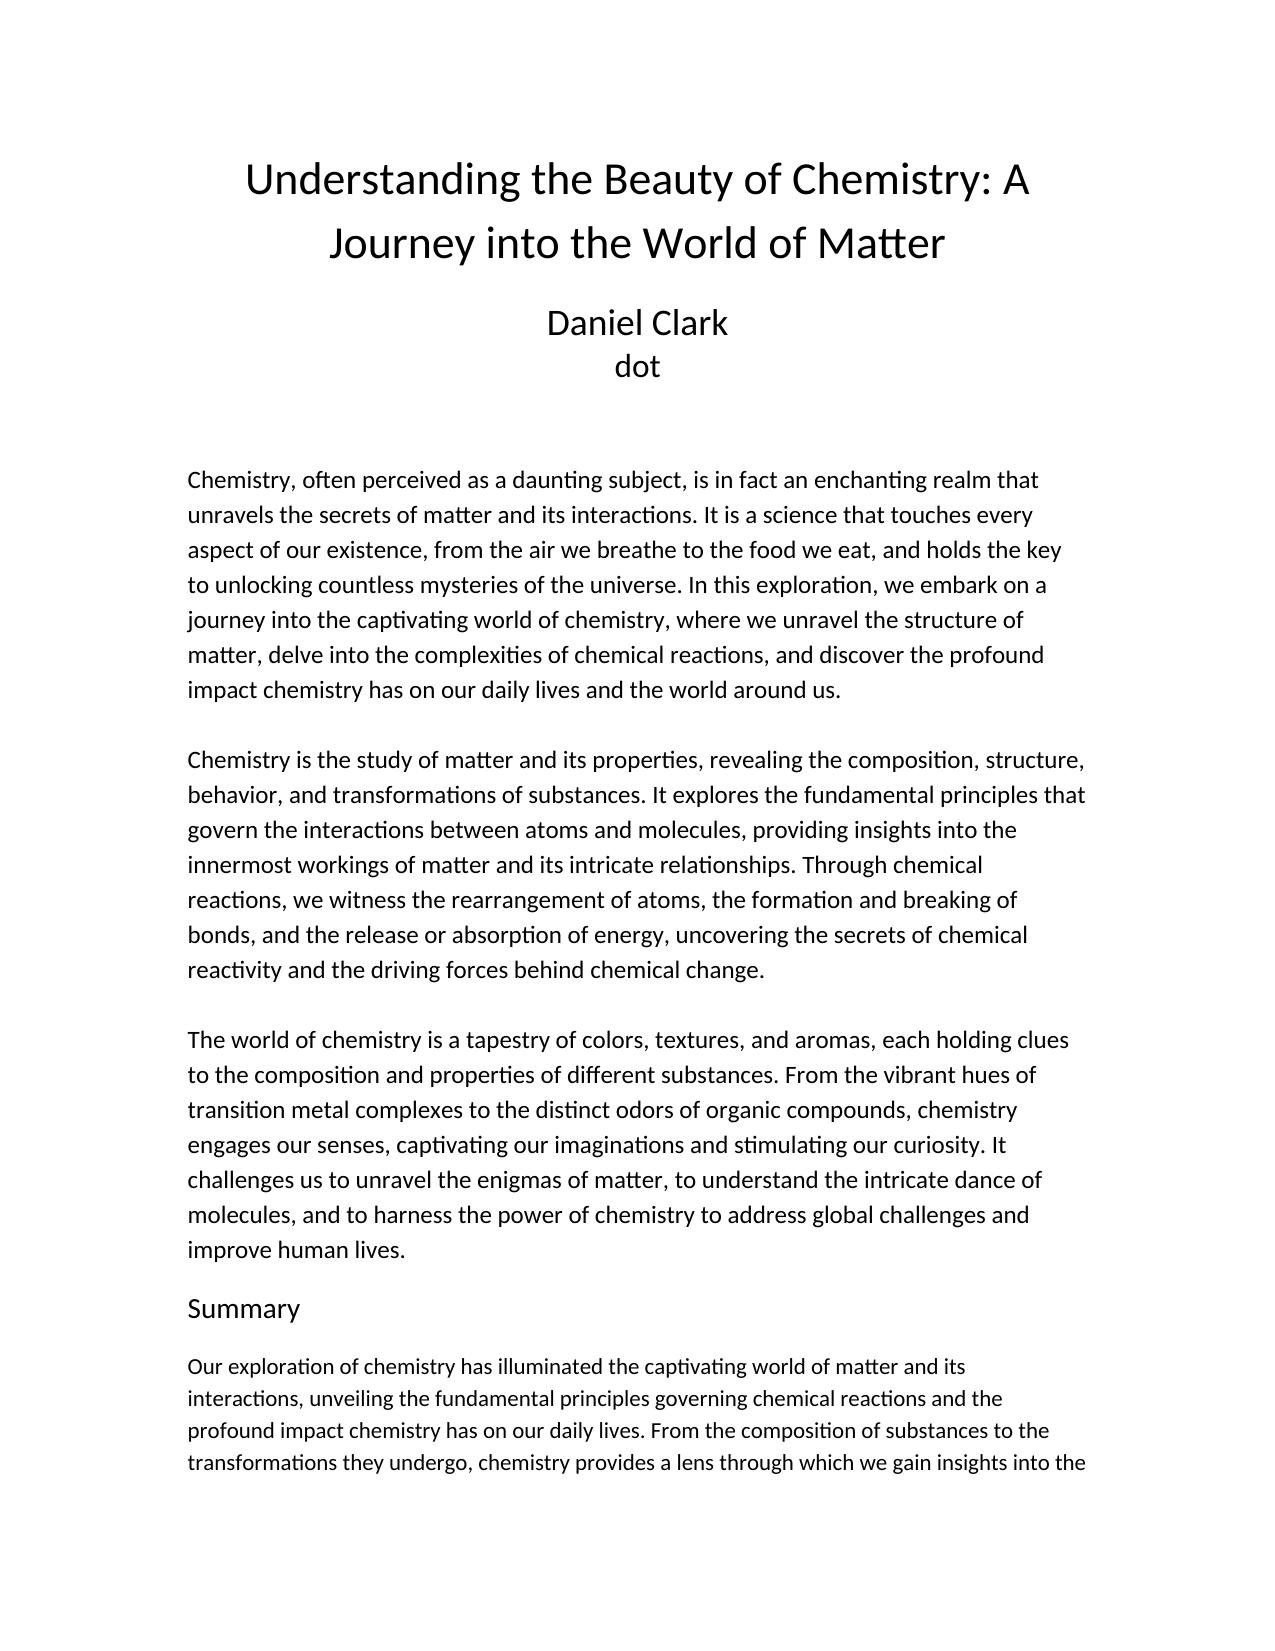 Understanding the Beauty of Chemistry: A
Journey into the World of Matter
Daniel Clark
dot
Chemistry, often perceived as a daunting subject, is in fact an enchanting realm that
unravels the secrets of matter and its interactions. It is a science that touches every
aspect of our existence, from the air we breathe to the food we eat, and holds the key
to unlocking countless mysteries of the universe. In this exploration, we embark on a
journey into the captivating world of chemistry, where we unravel the structure of
matter, delve into the complexities of chemical reactions, and discover the profound
impact chemistry has on our daily lives and the world around us.
Chemistry is the study of matter and its properties, revealing the composition, structure,
behavior, and transformations of substances. It explores the fundamental principles that
govern the interactions between atoms and molecules, providing insights into the
innermost workings of matter and its intricate relationships. Through chemical
reactions, we witness the rearrangement of atoms, the formation and breaking of
bonds, and the release or absorption of energy, uncovering the secrets of chemical
reactivity and the driving forces behind chemical change.
The world of chemistry is a tapestry of colors, textures, and aromas, each holding clues
to the composition and properties of different substances. From the vibrant hues of
transition metal complexes to the distinct odors of organic compounds, chemistry
engages our senses, captivating our imaginations and stimulating our curiosity. It
challenges us to unravel the enigmas of matter, to understand the intricate dance of
molecules, and to harness the power of chemistry to address global challenges and
improve human lives.
Summary
Our exploration of chemistry has illuminated the captivating world of matter and its
interactions, unveiling the fundamental principles governing chemical reactions and the
profound impact chemistry has on our daily lives. From the composition of substances to the
transformations they undergo, chemistry provides a lens through which we gain insights into the